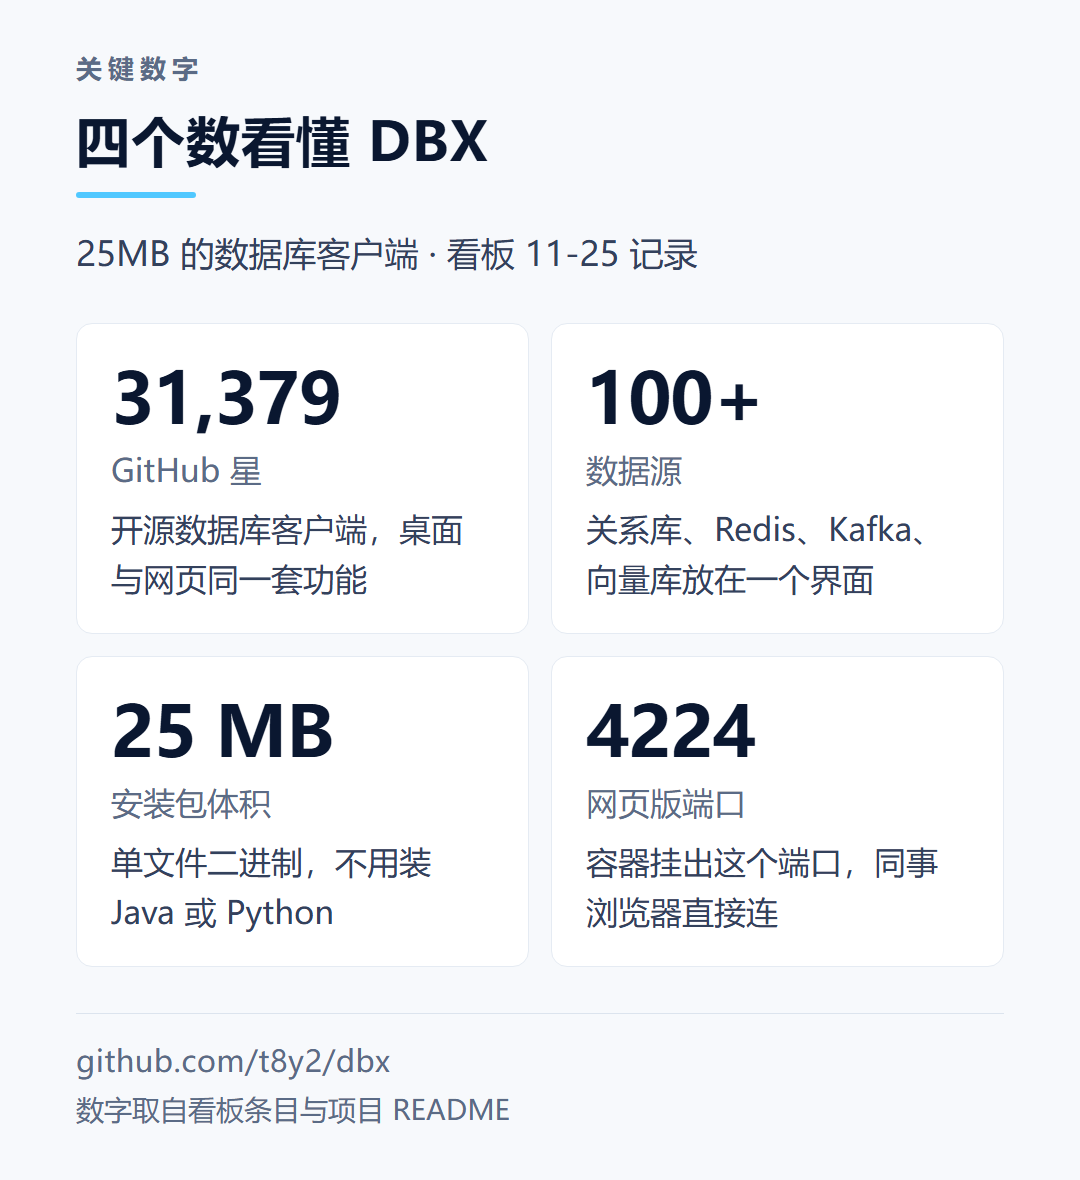 关键数字
四个数看懂 DBX
25MB 的数据库客户端 · 看板 11-25 记录
31,379
GitHub 星
开源数据库客户端，桌面
与网页同一套功能
100+
数据源
关系库、Redis、Kafka、
向量库放在一个界面
25 MB
安装包体积
单文件二进制，不用装
Java 或 Python
4224
网页版端口
容器挂出这个端口，同事
浏览器直接连
github.com/t8y2/dbx
数字取自看板条目与项目 README